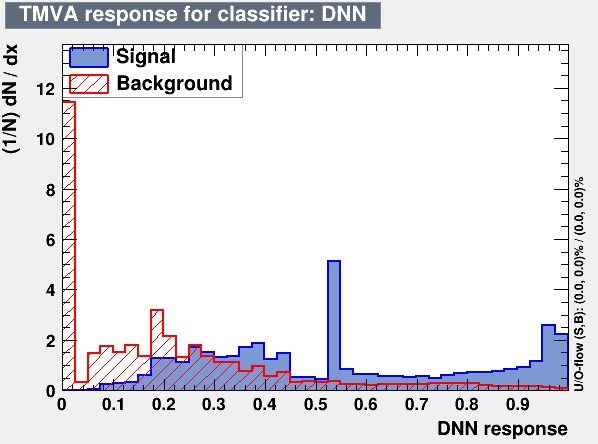 TMVA response for classifier: DNN
Signal
Background
(1/N) dN / dx
12
10
8
6
4
2
0
0 0.1 0.2 0.3 0.4 0.5 0.6 0.7 0.8 0.9
DNN response
U/O-flow (S,B): (0.0, 0.0)% / (0.0, 0.0)%